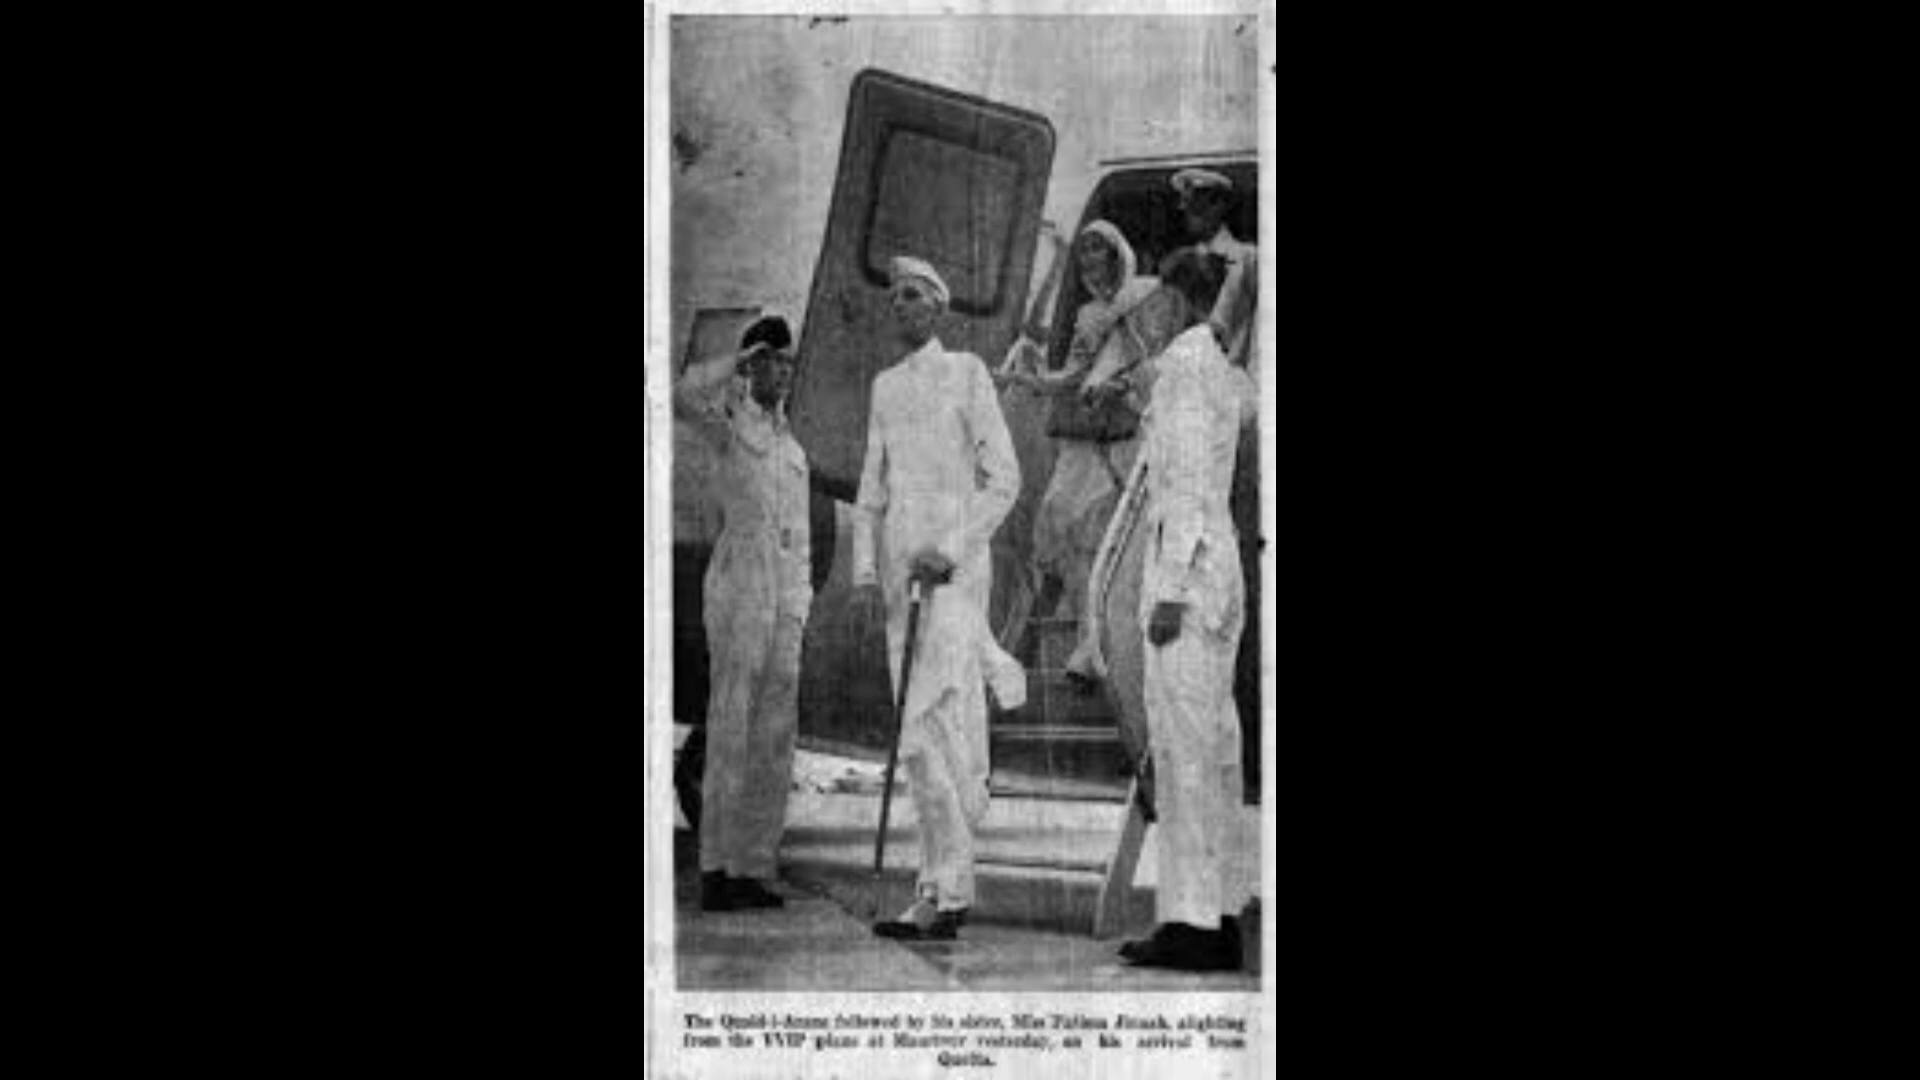 The Quaid-i-Azam followed by his sister, Miss Fatima Jinnah, alighting
from the VVIP plane at Mauripur yesterday, on his arrival from
Quetta.